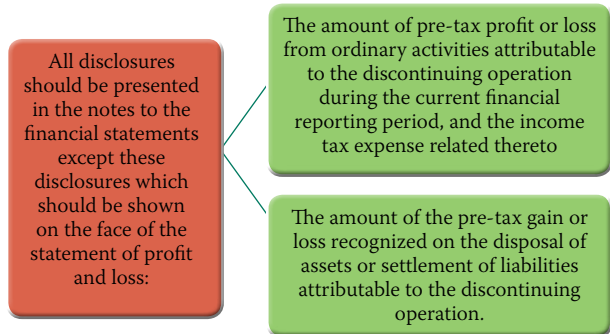 All disclosures
should be presented
in the notes to the
financial statements
except these
disclosures which
should be shown
on the face of the
statement of profit
and loss:
The amount of pre-tax profit or loss
from ordinary activities attributable
to the discontinuing operation
during the current financial
reporting period, and the income
tax expense related thereto
The amount of the pre-tax gain or
loss recognized on the disposal of
assets or settlement of liabilities
attributable to the discontinuing
operation.